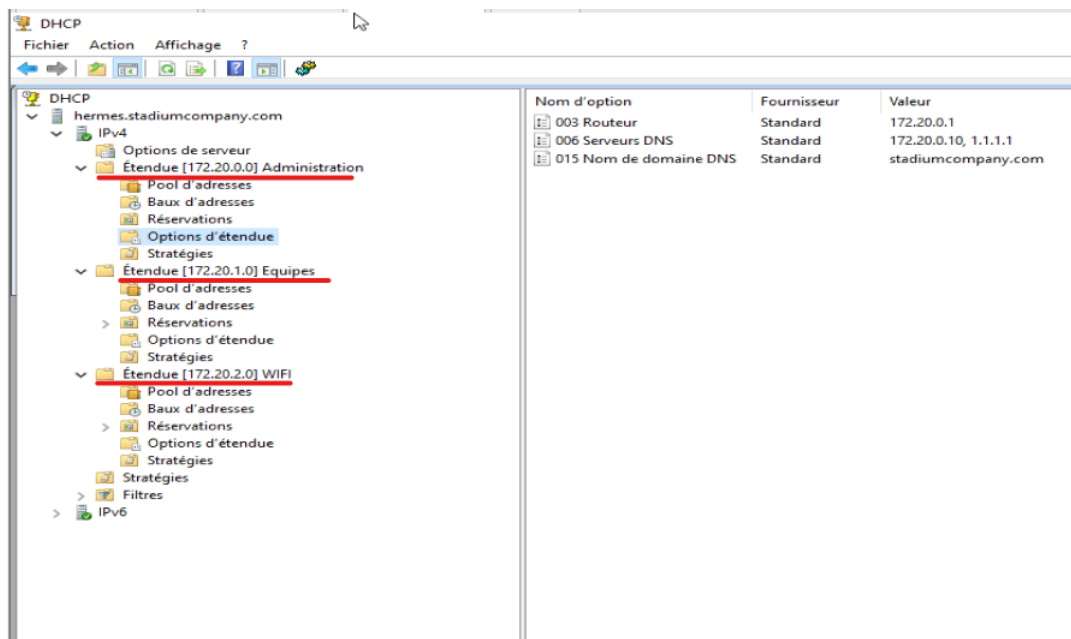 DHCP
Fichier Action Affichage ?
DHCP
hermes.stadiumcompany.com
IPv4
Options de serveur
Étendue [172.20.0.0] Administration
Pool d'adresses
Baux d'adresses
Réservations
Options d'étendue
Stratégies
Étendue [172.20.1.0] Equipes
Pool d'adresses
Baux d'adresses
Réservations
Options d'étendue
Stratégies
Étendue [172.20.2.0] WIFI
Pool d'adresses
Baux d'adresses
Réservations
Options d'étendue
Stratégies
Stratégies
Filtres
IPv6
Nom d'option Fournisseur Valeur
003 Routeur Standard 172.20.0.1
006 Serveurs DNS Standard 172.20.0.10, 1.1.1.1
015 Nom de domaine DNS Standard stadiumcompany.com